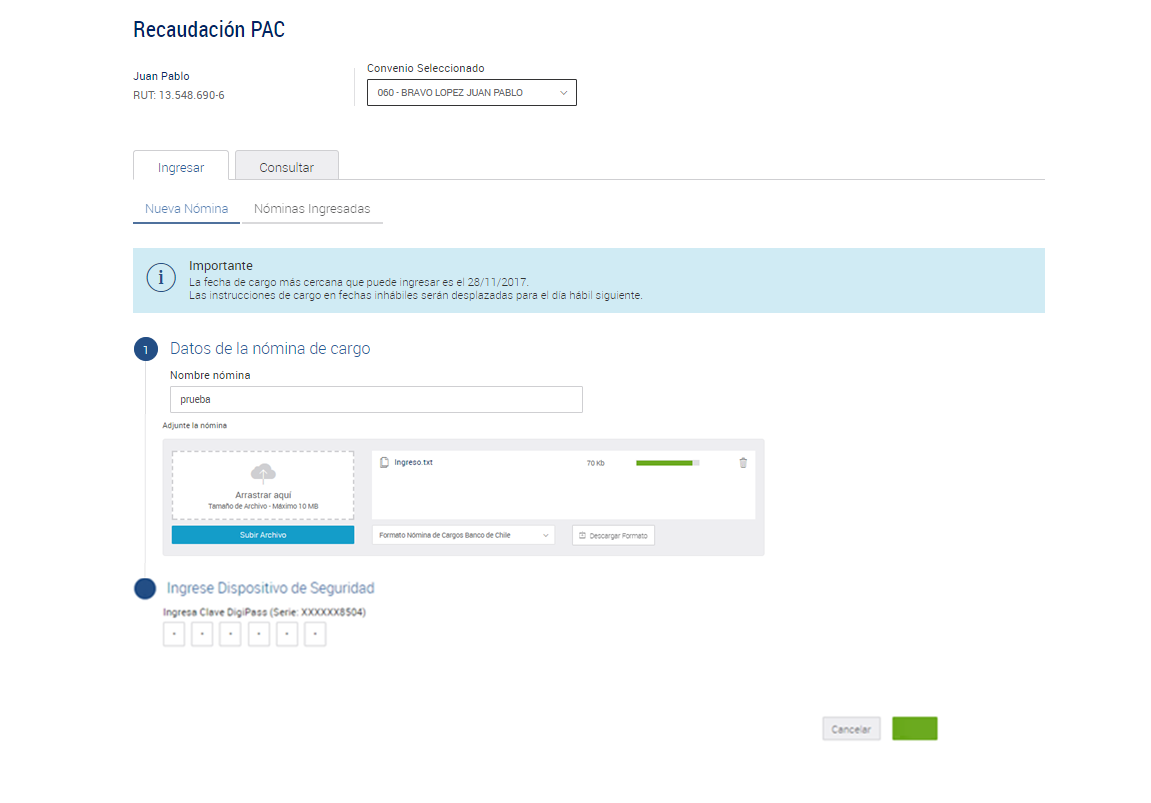 Recaudación PAC
Juan Pablo
RUT: 13.548.690-6
Convenio Seleccionado
060 - BRAVO LOPEZ JUAN PABLO
Ingresar
Consultar
Nueva Nómina
Nóminas Ingresadas
i
Importante
La fecha de cargo más cercana que puede ingresar es el 28/11/2017.
Las instrucciones de cargo en fechas inhábiles serán desplazadas para el día hábil siguiente.
1
Datos de la nómina de cargo
Nombre nómina
prueba
Adjunte la nómina
Arrastrar aquí
Tamaño de Archivo - Máximo 10 MB
Subir Archivo
Ingreso.txt
70 Kb
Formato Nómina de Cargos Banco de Chile
Descargar Formato
Ingrese Dispositivo de Seguridad
Ingresa Clave DigiPass (Serie: XXXXXX8504)
Cancelar